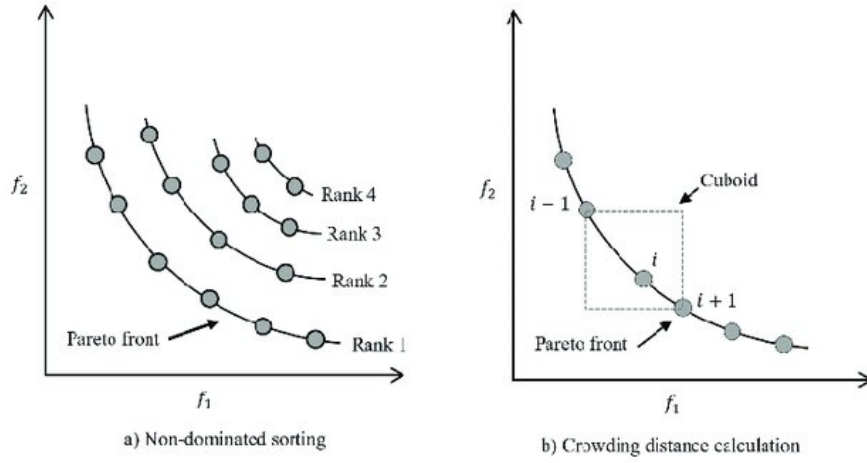 f₂
Rank 4
Rank 3
Rank 2
Pareto front
Rank 1
f₁
a) Non-dominated sorting
f₂
Cuboid
i − 1
i
i + 1
Pareto front
f₁
b) Crowding distance calculation